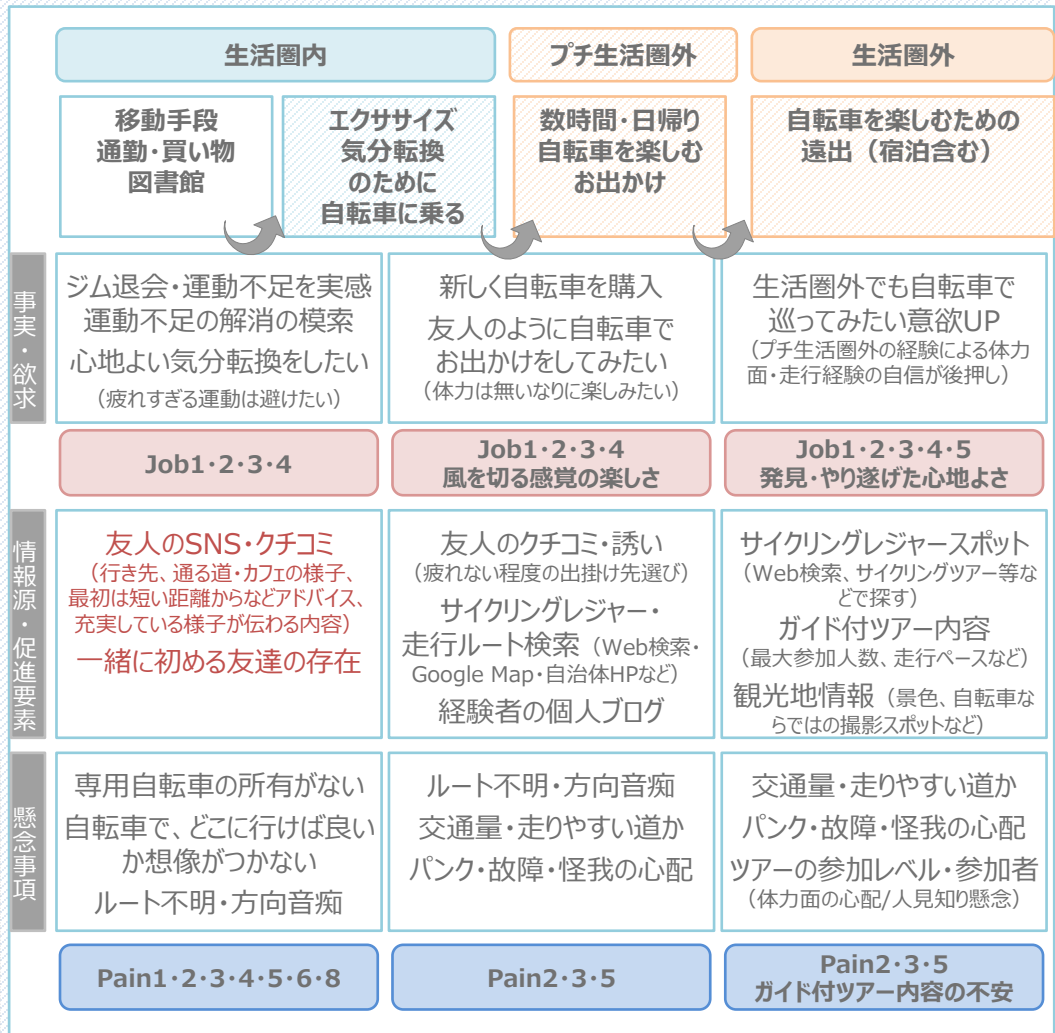 生活圏内
プチ生活圏外
生活圏外
移動手段
通勤・買い物
図書館
エクササイズ
気分転換
のために
自転車に乗る
数時間・日帰り
自転車を楽しむ
お出かけ
自転車を楽しむための
遠出（宿泊含む）
事実・欲求
ジム退会・運動不足を実感
運動不足の解消の模索
心地よい気分転換をしたい
（疲れすぎる運動は避けたい）
新しく自転車を購入
友人のように自転車で
お出かけをしてみたい
（体力は無いなりに楽しみたい）
生活圏外でも自転車で
巡ってみたい意欲UP
（プチ生活圏外の経験による体力
面・走行経験の自信が後押し）
Job1・2・3・4
Job1・2・3・4
風を切る感覚の楽しさ
Job1・2・3・4・5
発見・やり遂げた心地よさ
情報源・促進要素
友人のSNS・クチコミ
（行き先、通る道・カフェの様子、
最初は短い距離からなどアドバイス、
充実している様子が伝わる内容）
一緒に初める友達の存在
友人のクチコミ・誘い
（疲れない程度の出掛け先選び）
サイクリングレジャー・
走行ルート検索（Web検索・
Google Map・自治体HPなど）
経験者の個人ブログ
サイクリングレジャースポット
（Web検索、サイクリングツアー等な
どで探す）
ガイド付ツアー内容
（最大参加人数、走行ペースなど）
観光地情報（景色、自転車な
らではの撮影スポットなど）
懸念事項
専用自転車の所有がない
自転車で、どこに行けば良い
か想像がつかない
ルート不明・方向音痴
ルート不明・方向音痴
交通量・走りやすい道か
パンク・故障・怪我の心配
交通量・走りやすい道か
パンク・故障・怪我の心配
ツアーの参加レベル・参加者
（体力面の心配/人見知り懸念）
Pain1・2・3・4・5・6・8
Pain2・3・5
Pain2・3・5
ガイド付ツアー内容の不安